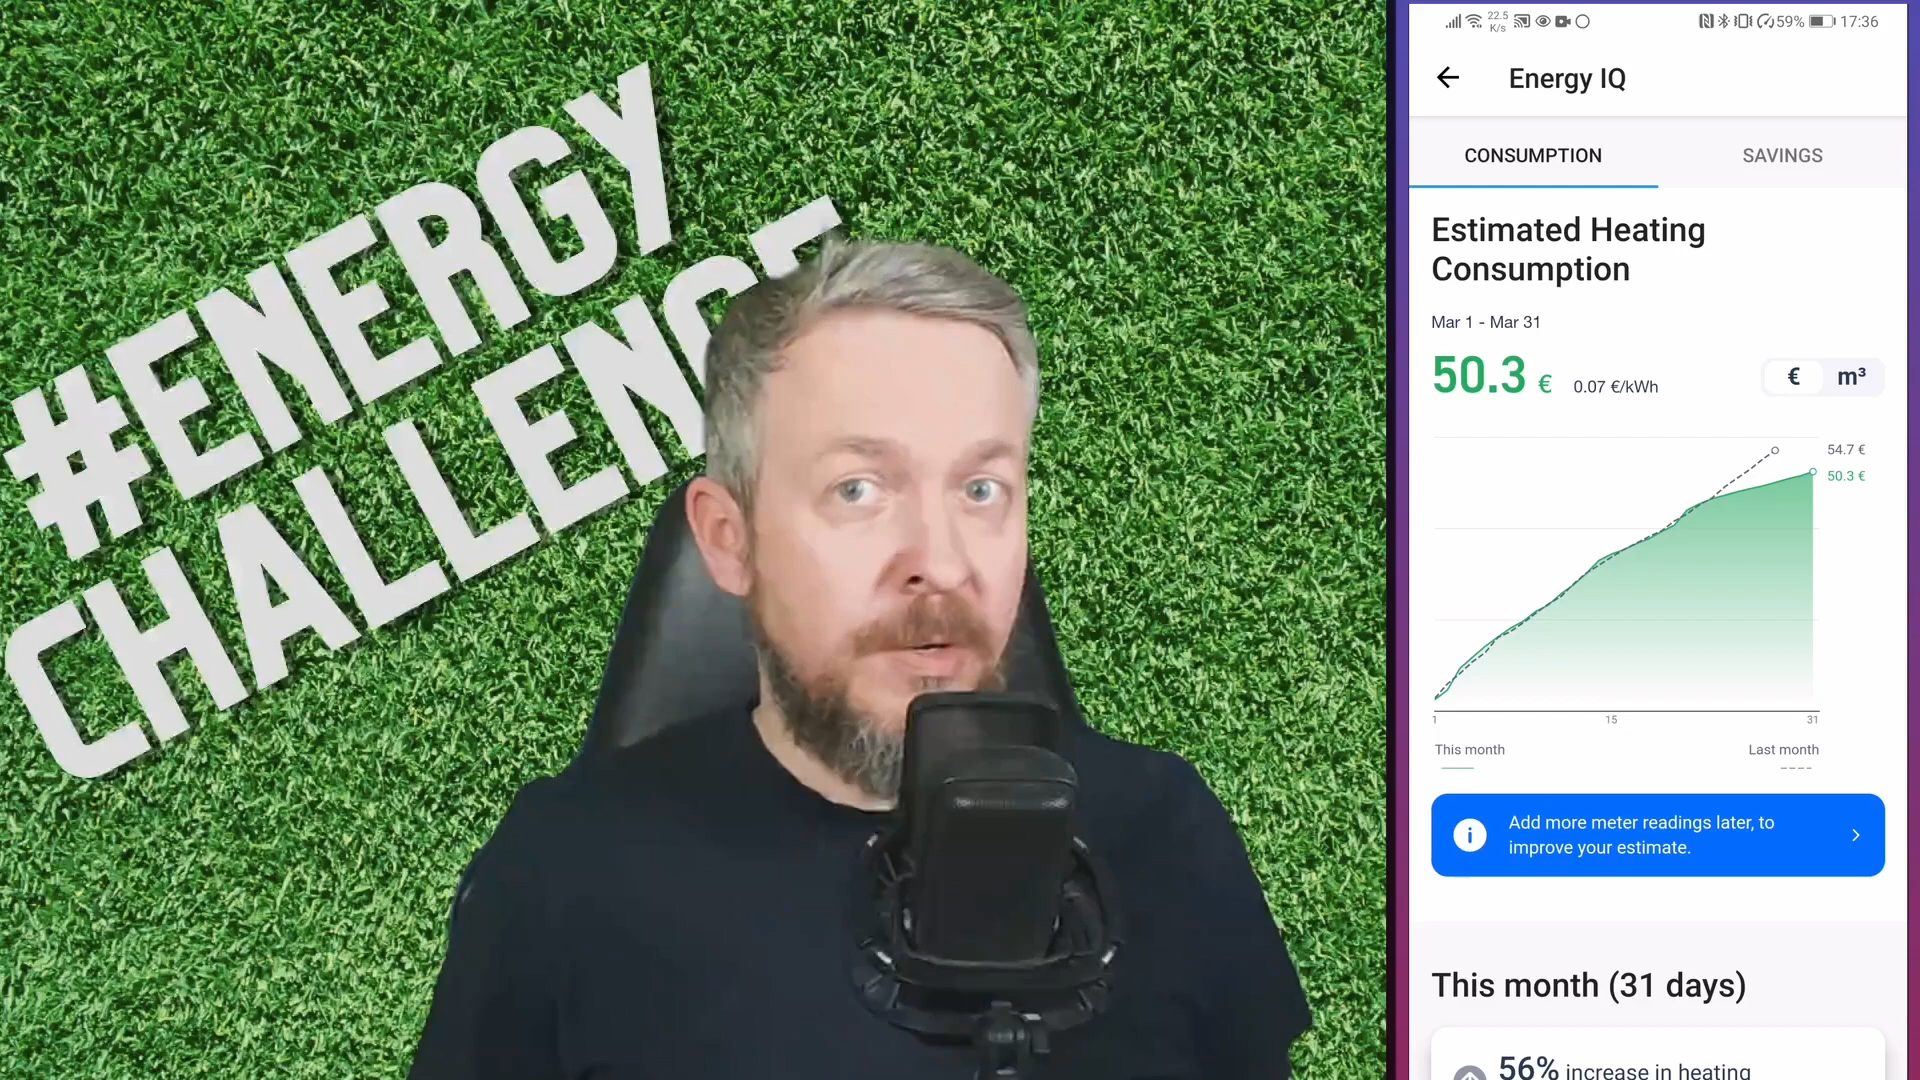 #ENERGY
CHALLENGE
22.5
K/s
59%
17:36
Energy IQ
CONSUMPTION
SAVINGS
Estimated Heating
Consumption
Mar 1 - Mar 31
50.3 €
0.07 €/kWh
€
m³
54.7 €
50.3 €
1
15
31
This month
Last month
Add more meter readings later, to
improve your estimate.
This month (31 days)
56% increase in heating